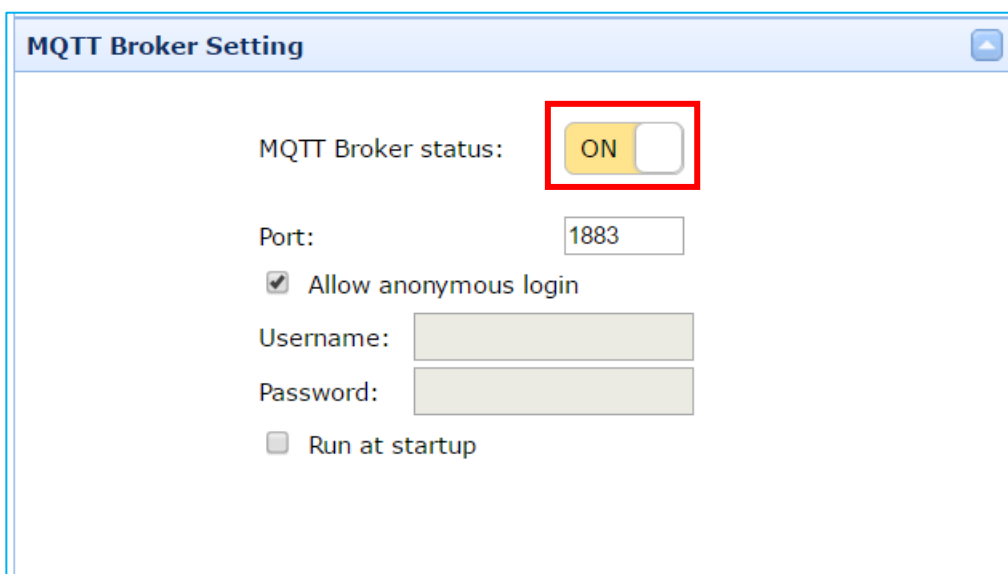 MQTT Broker Setting
MQTT Broker status: ON
Port: 1883
Allow anonymous login
Username:
Password:
Run at startup